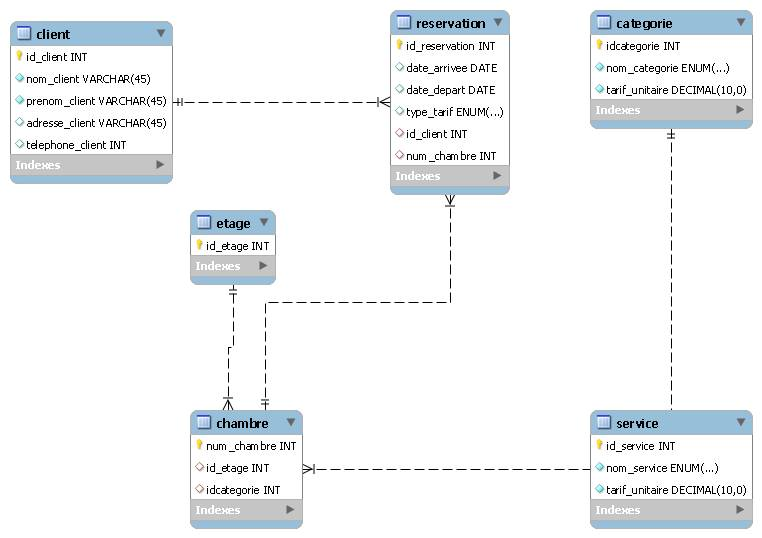 client
id_client INT
nom_client VARCHAR(45)
prenom_client VARCHAR(45)
adresse_client VARCHAR(45)
telephone_client INT
Indexes
reservation
id_reservation INT
date_arrivee DATE
date_depart DATE
type_tarif ENUM(...)
id_client INT
num_chambre INT
Indexes
categorie
idcategorie INT
nom_categorie ENUM(...)
tarif_unitaire DECIMAL(10,0)
Indexes
etage
id_etage INT
Indexes
chambre
num_chambre INT
id_etage INT
idcategorie INT
Indexes
service
id_service INT
nom_service ENUM(...)
tarif_unitaire DECIMAL(10,0)
Indexes